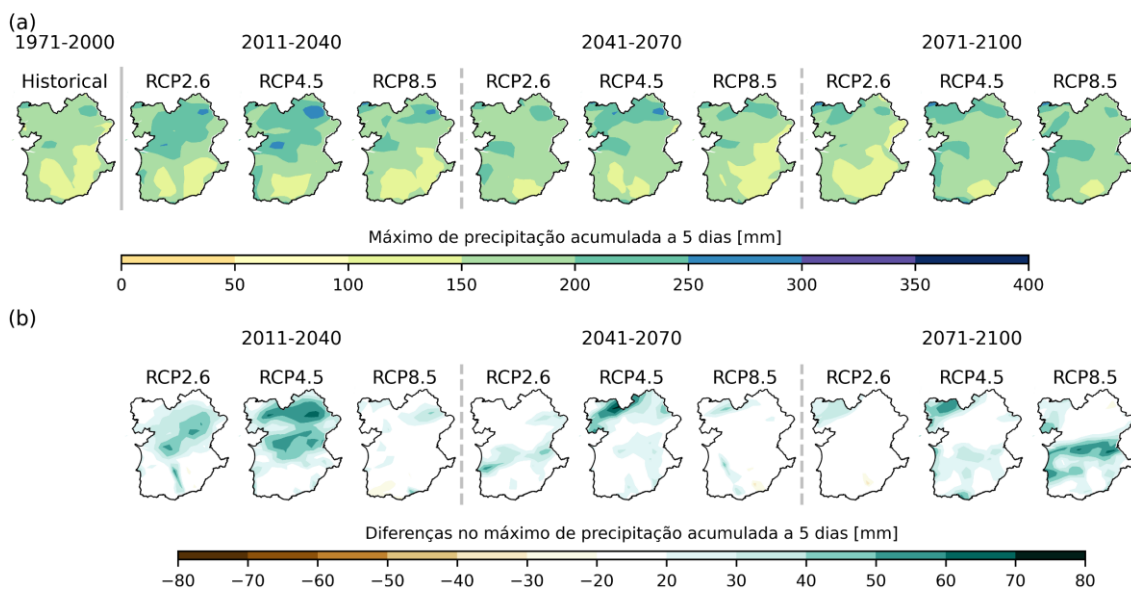 (a)
1971-2000 2011-2040 2041-2070 2071-2100
Historical RCP2.6 RCP4.5 RCP8.5 RCP2.6 RCP4.5 RCP8.5 RCP2.6 RCP4.5 RCP8.5
Máximo de precipitação acumulada a 5 dias [mm]
0 50 100 150 200 250 300 350 400
(b)
2011-2040 2041-2070 2071-2100
RCP2.6 RCP4.5 RCP8.5 RCP2.6 RCP4.5 RCP8.5 RCP2.6 RCP4.5 RCP8.5
Diferenças no máximo de precipitação acumulada a 5 dias [mm]
−80 −70 −60 −50 −40 −30 −20 20 30 40 50 60 70 80